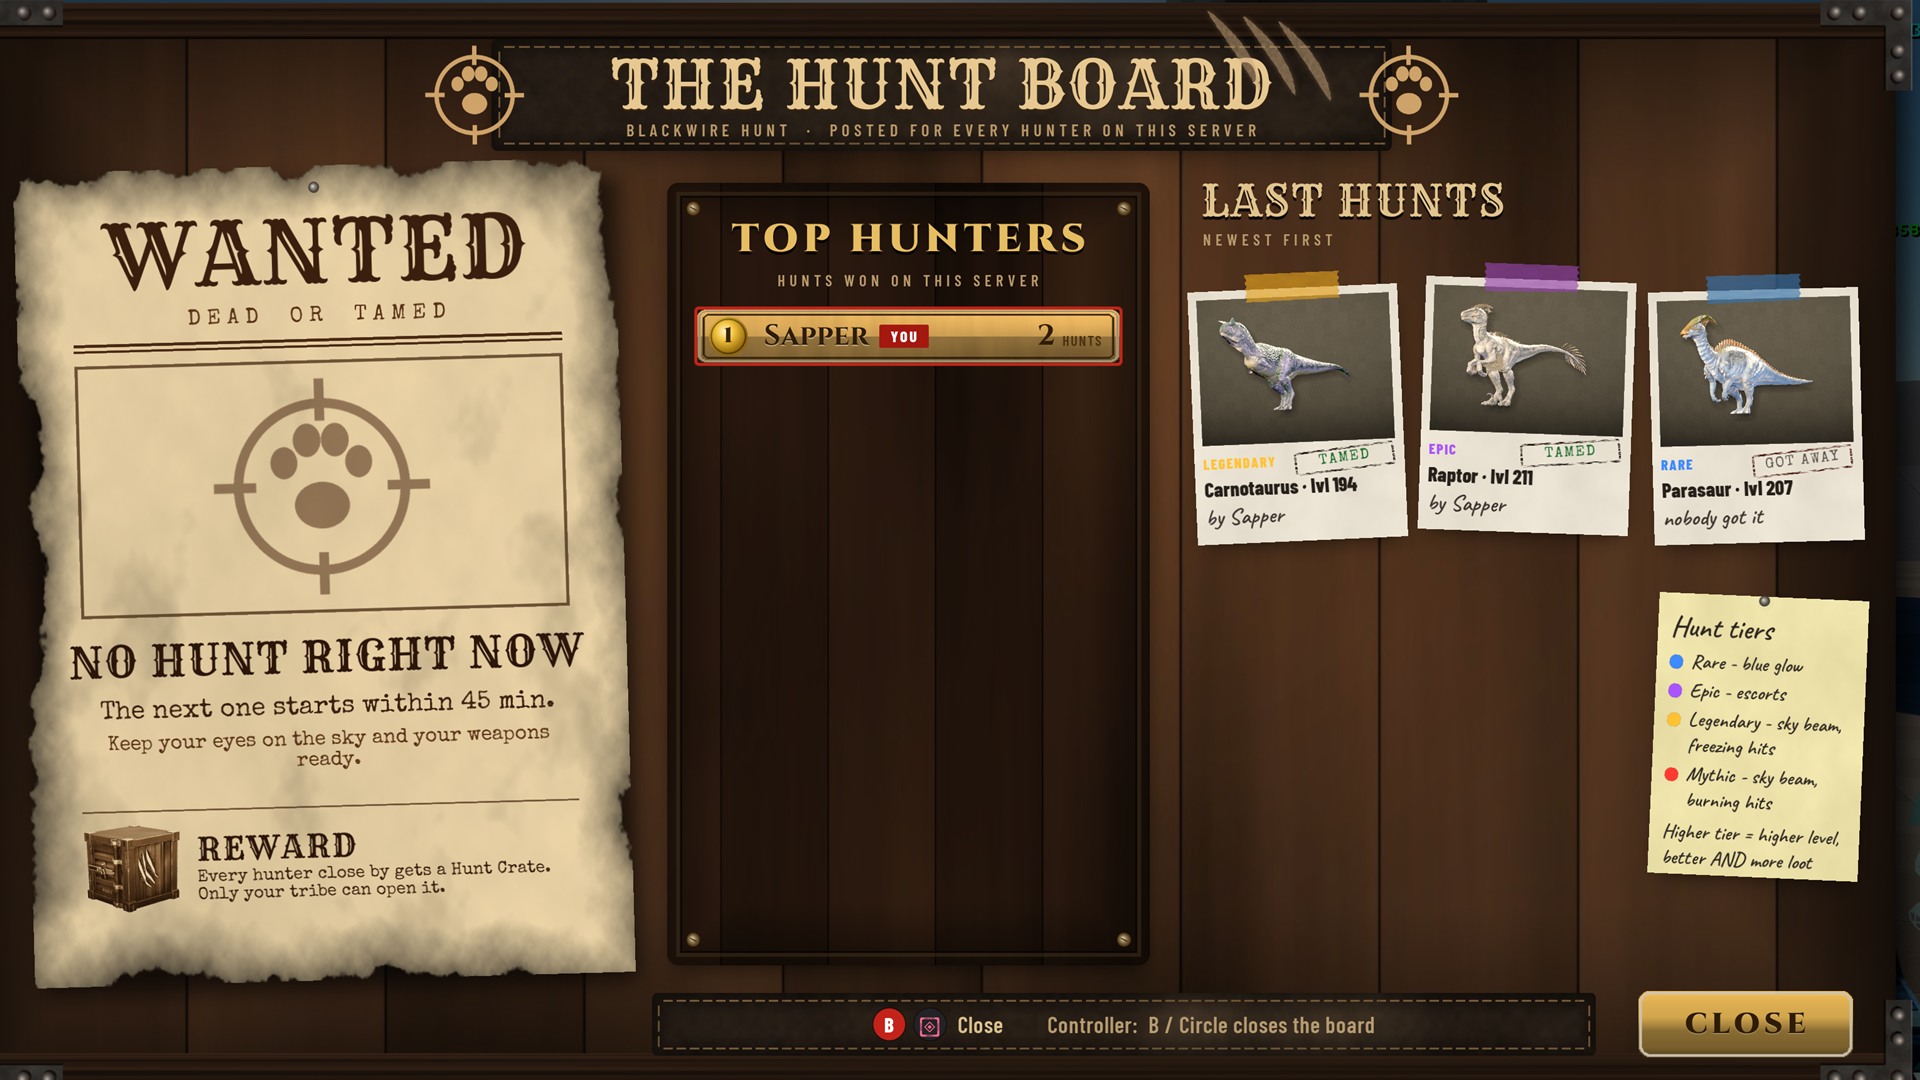 THE HUNT BOARD
BLACKWIRE HUNT · POSTED FOR EVERY HUNTER ON THIS SERVER
WANTED
DEAD OR TAMED
NO HUNT RIGHT NOW
The next one starts within 45 min.
Keep your eyes on the sky and your weapons
ready.
REWARD
Every hunter close by gets a Hunt Crate.
Only your tribe can open it.
TOP HUNTERS
HUNTS WON ON THIS SERVER
1 SAPPER YOU 2 HUNTS
LAST HUNTS
NEWEST FIRST
LEGENDARY TAMED
Carnotaurus · lvl 194
by Sapper
EPIC TAMED
Raptor · lvl 211
by Sapper
RARE GOT AWAY
Parasaur · lvl 207
nobody got it
Hunt tiers
Rare - blue glow
Epic - escorts
Legendary - sky beam,
freezing hits
Mythic - sky beam,
burning hits
Higher tier = higher level,
better AND more loot
B Close Controller: B / Circle closes the board
CLOSE